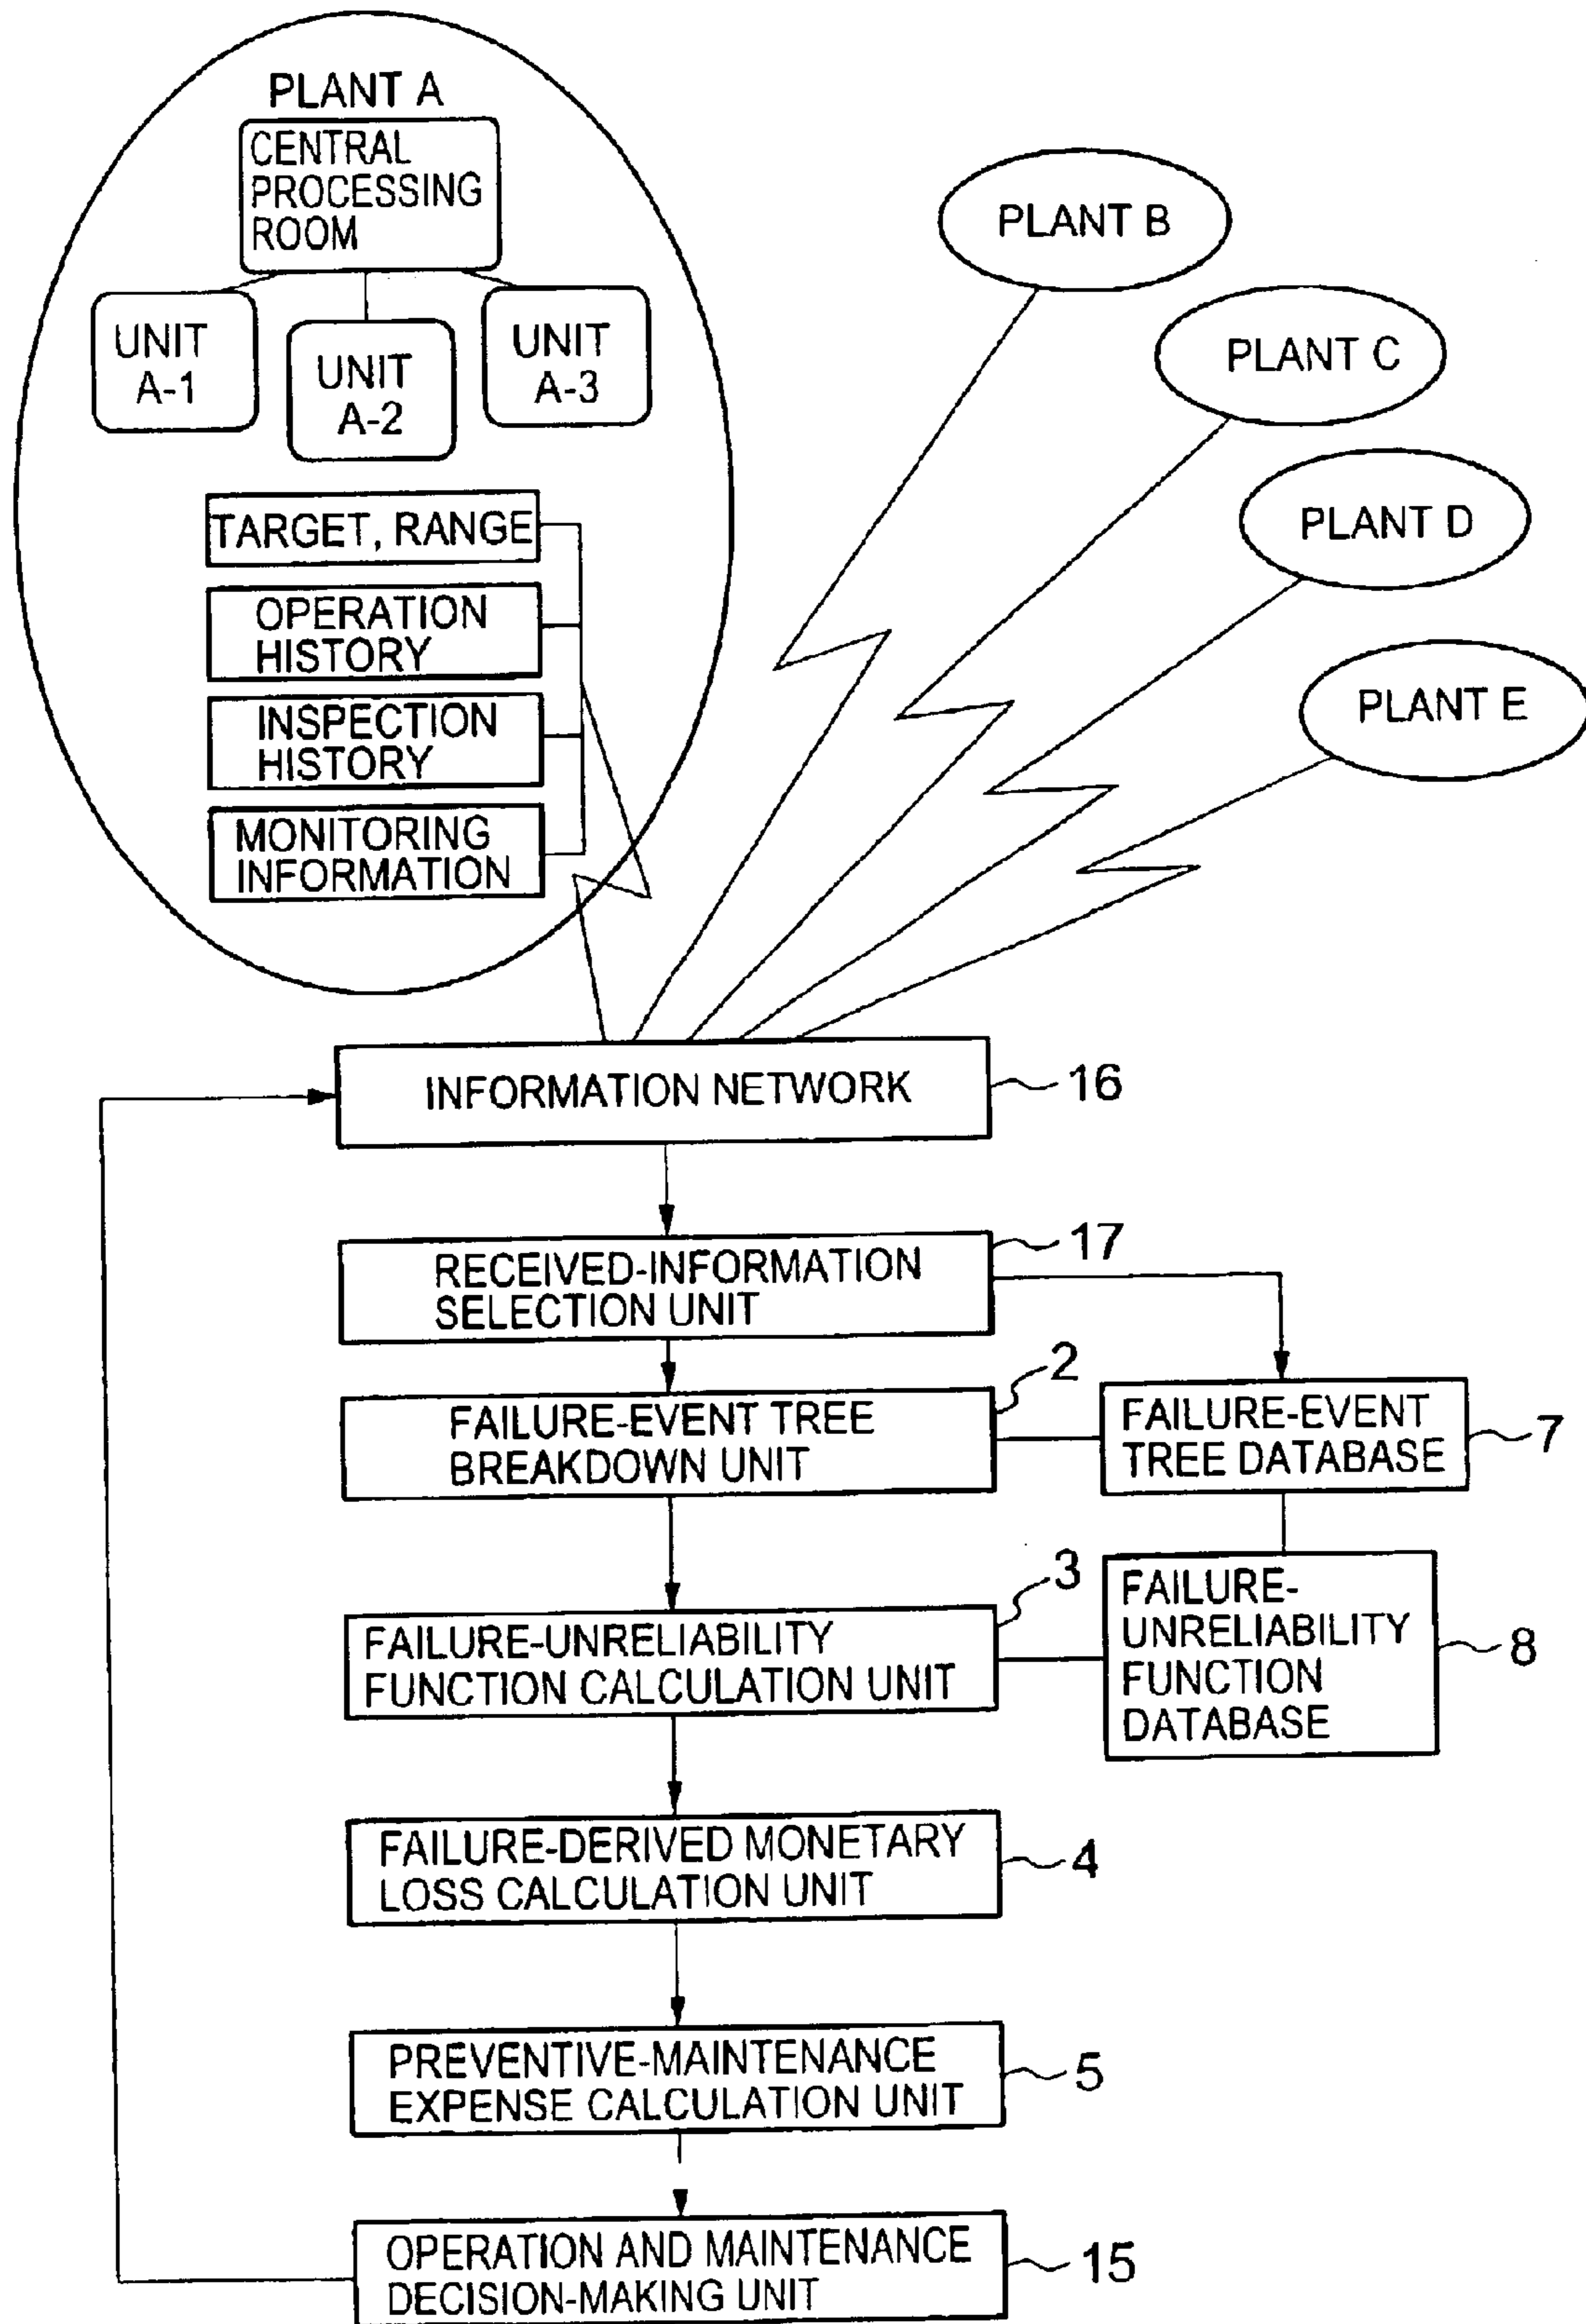 PLANT A
CENTRAL
PROCESSING
ROOM
UNIT
A-1
UNIT
A-2
UNIT
A-3
TARGET, RANGE
OPERATION
HISTORY
INSPECTION
HISTORY
MONITORING
INFORMATION
PLANT B
PLANT C
PLANT D
PLANT E
INFORMATION NETWORK
16
RECEIVED-INFORMATION
SELECTION UNIT
17
FAILURE-EVENT TREE
BREAKDOWN UNIT
2
FAILURE-EVENT
TREE DATABASE
7
FAILURE-UNRELIABILITY
FUNCTION CALCULATION UNIT
3
FAILURE-
UNRELIABILITY
FUNCTION
DATABASE
8
FAILURE-DERIVED MONETARY
LOSS CALCULATION UNIT
4
PREVENTIVE-MAINTENANCE
EXPENSE CALCULATION UNIT
5
OPERATION AND MAINTENANCE
DECISION-MAKING UNIT
15